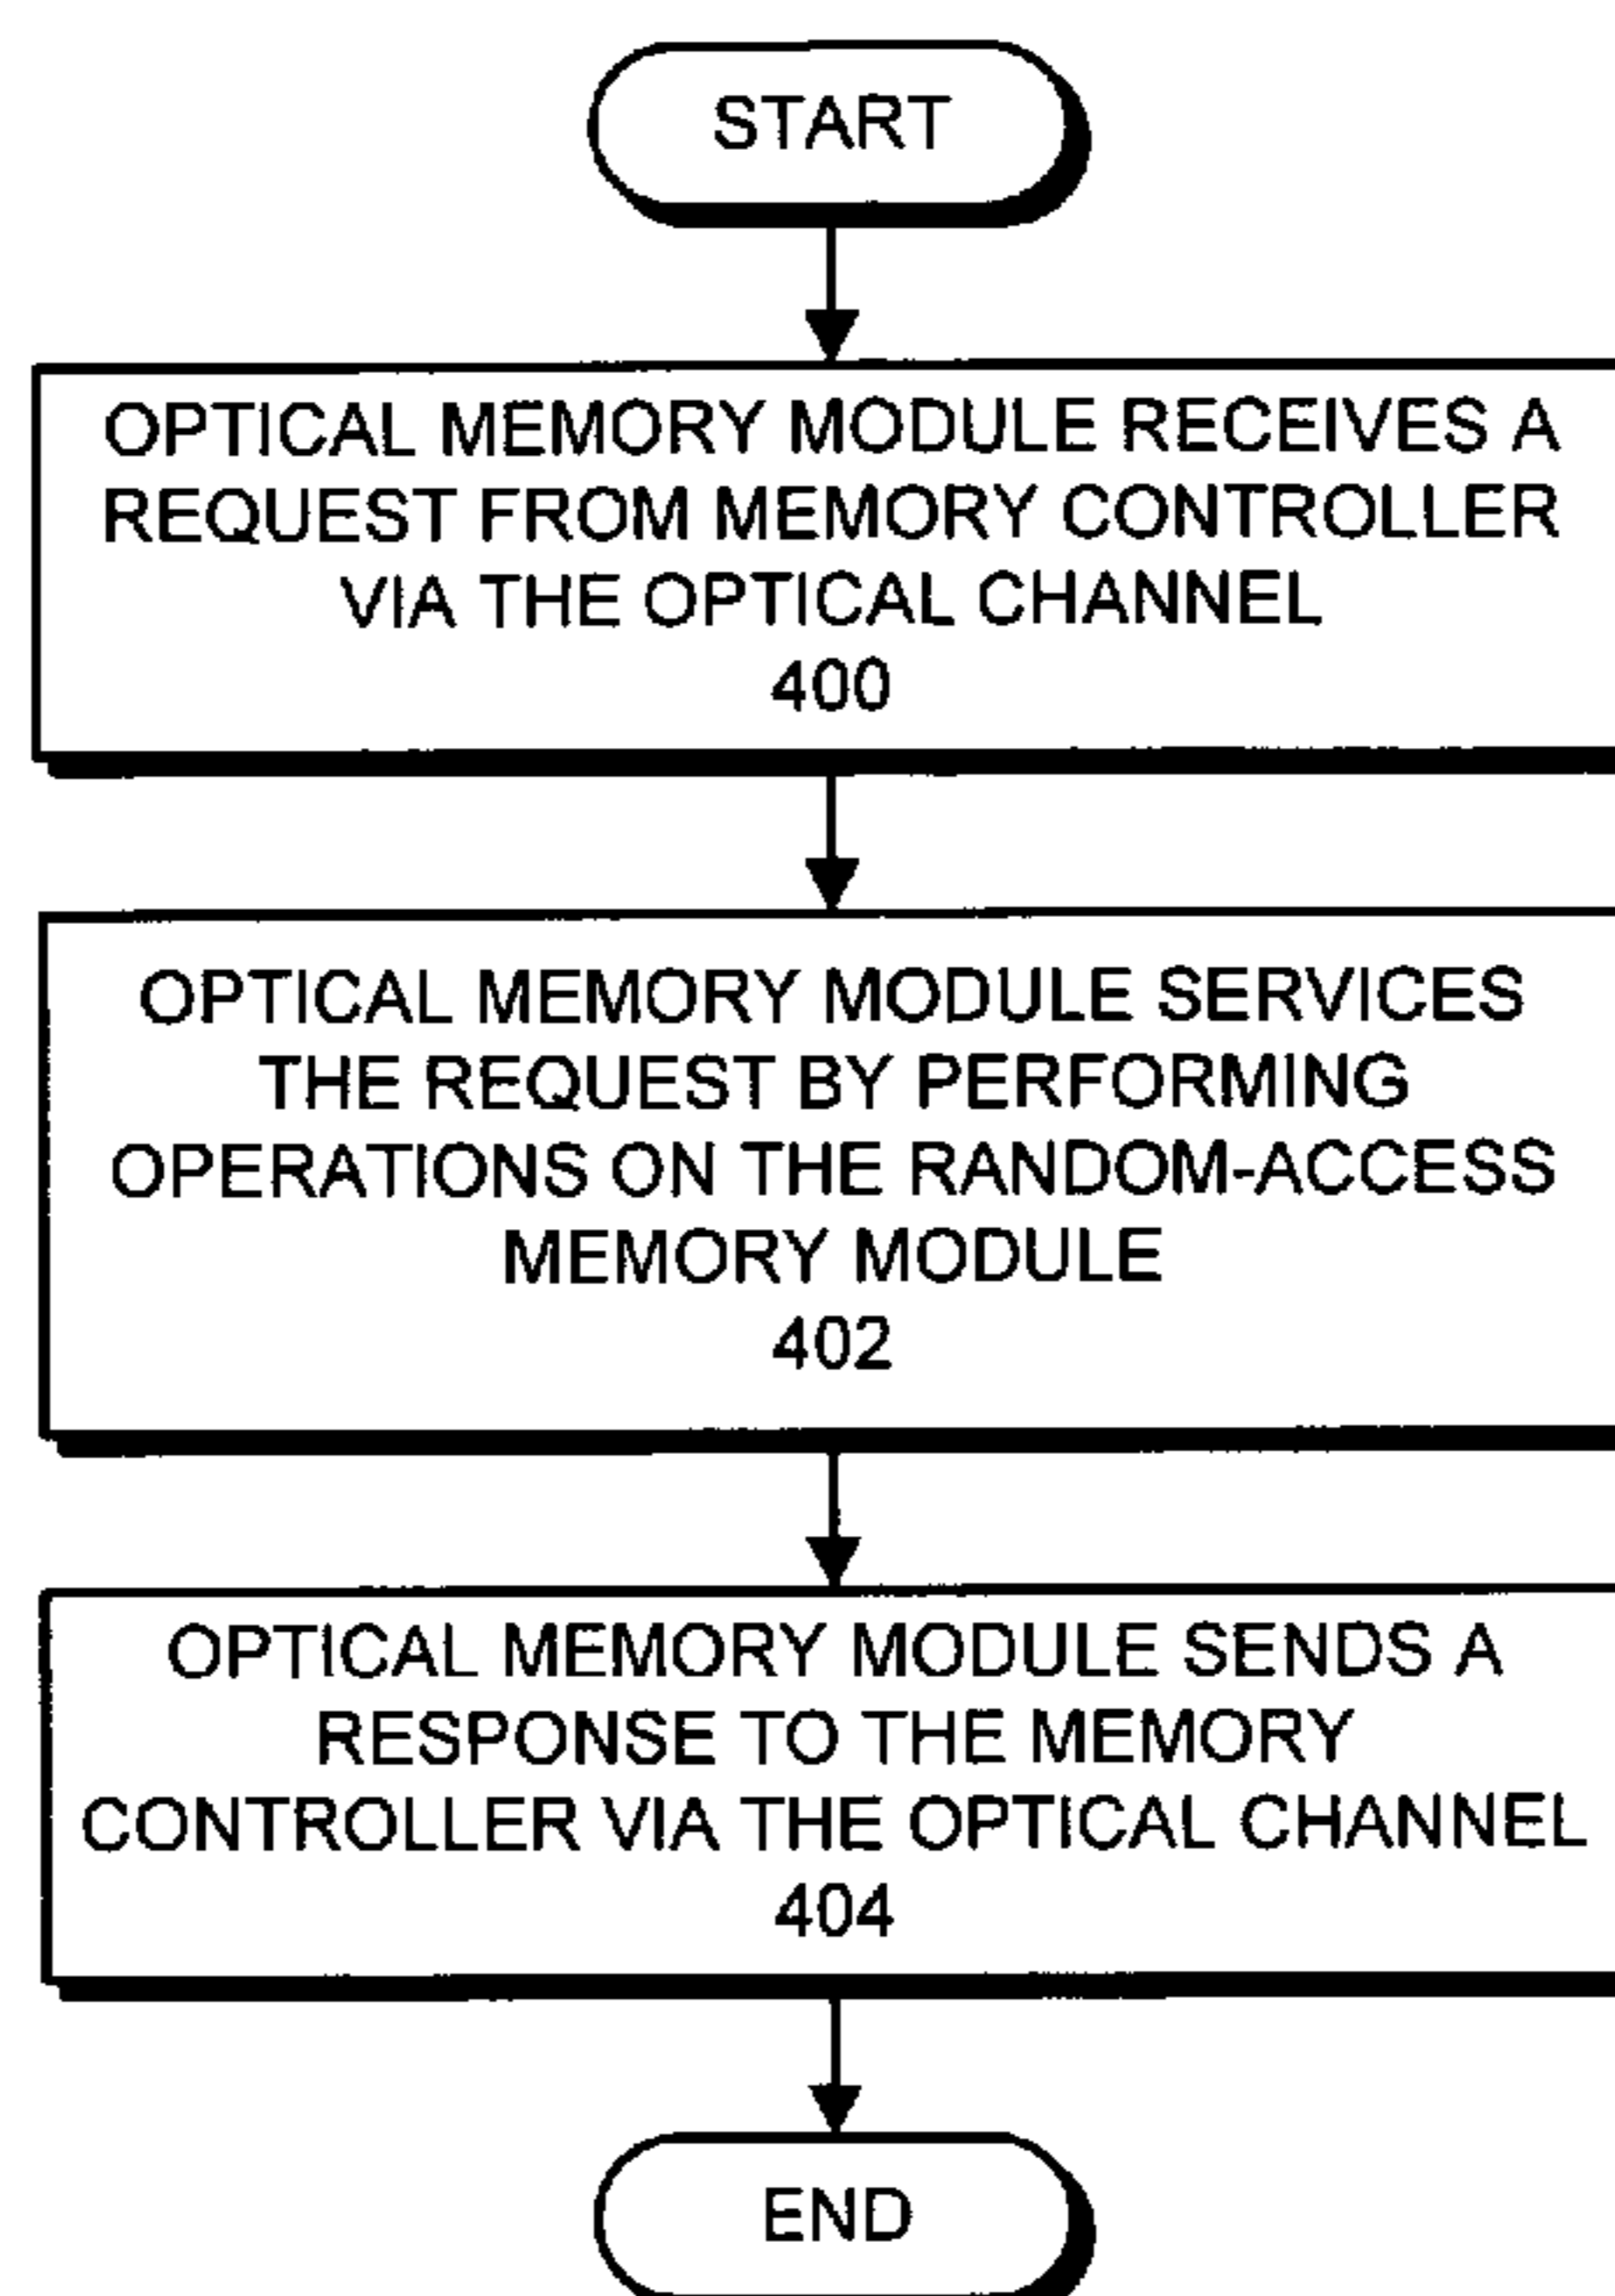 START
OPTICAL MEMORY MODULE RECEIVES A
REQUEST FROM MEMORY CONTROLLER
VIA THE OPTICAL CHANNEL
400
OPTICAL MEMORY MODULE SERVICES
THE REQUEST BY PERFORMING
OPERATIONS ON THE RANDOM-ACCESS
MEMORY MODULE
402
OPTICAL MEMORY MODULE SENDS A
RESPONSE TO THE MEMORY
CONTROLLER VIA THE OPTICAL CHANNEL
404
END